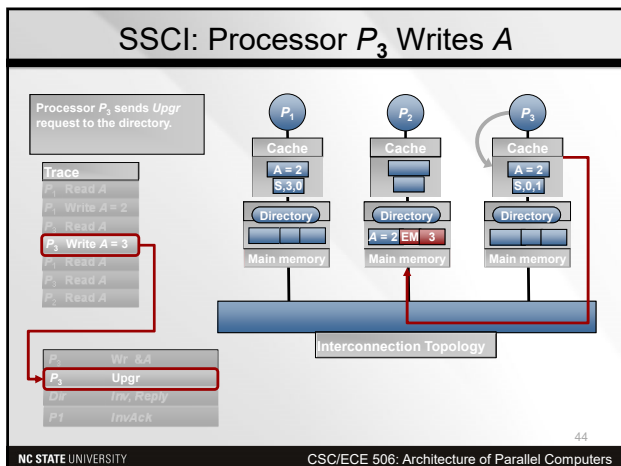 SSCI: Processor P3 Writes A
Processor P3 sends Upgr
request to the directory.
P1
P2
P3
Cache
Cache
Cache
A = 2
A = 2
S,3,0
S,0,1
Directory
Directory
Directory
A = 2 EM 3
Main memory
Main memory
Main memory
Interconnection Topology
Trace
P1 Read A
P1 Write A = 2
P3 Read A
P3 Write A = 3
P1 Read A
P3 Read A
P2 Read A
P3 Wr &A
P3 Upgr
Dir Inv, Reply
P1 InvAck
44
NC STATE UNIVERSITY
CSC/ECE 506: Architecture of Parallel Computers